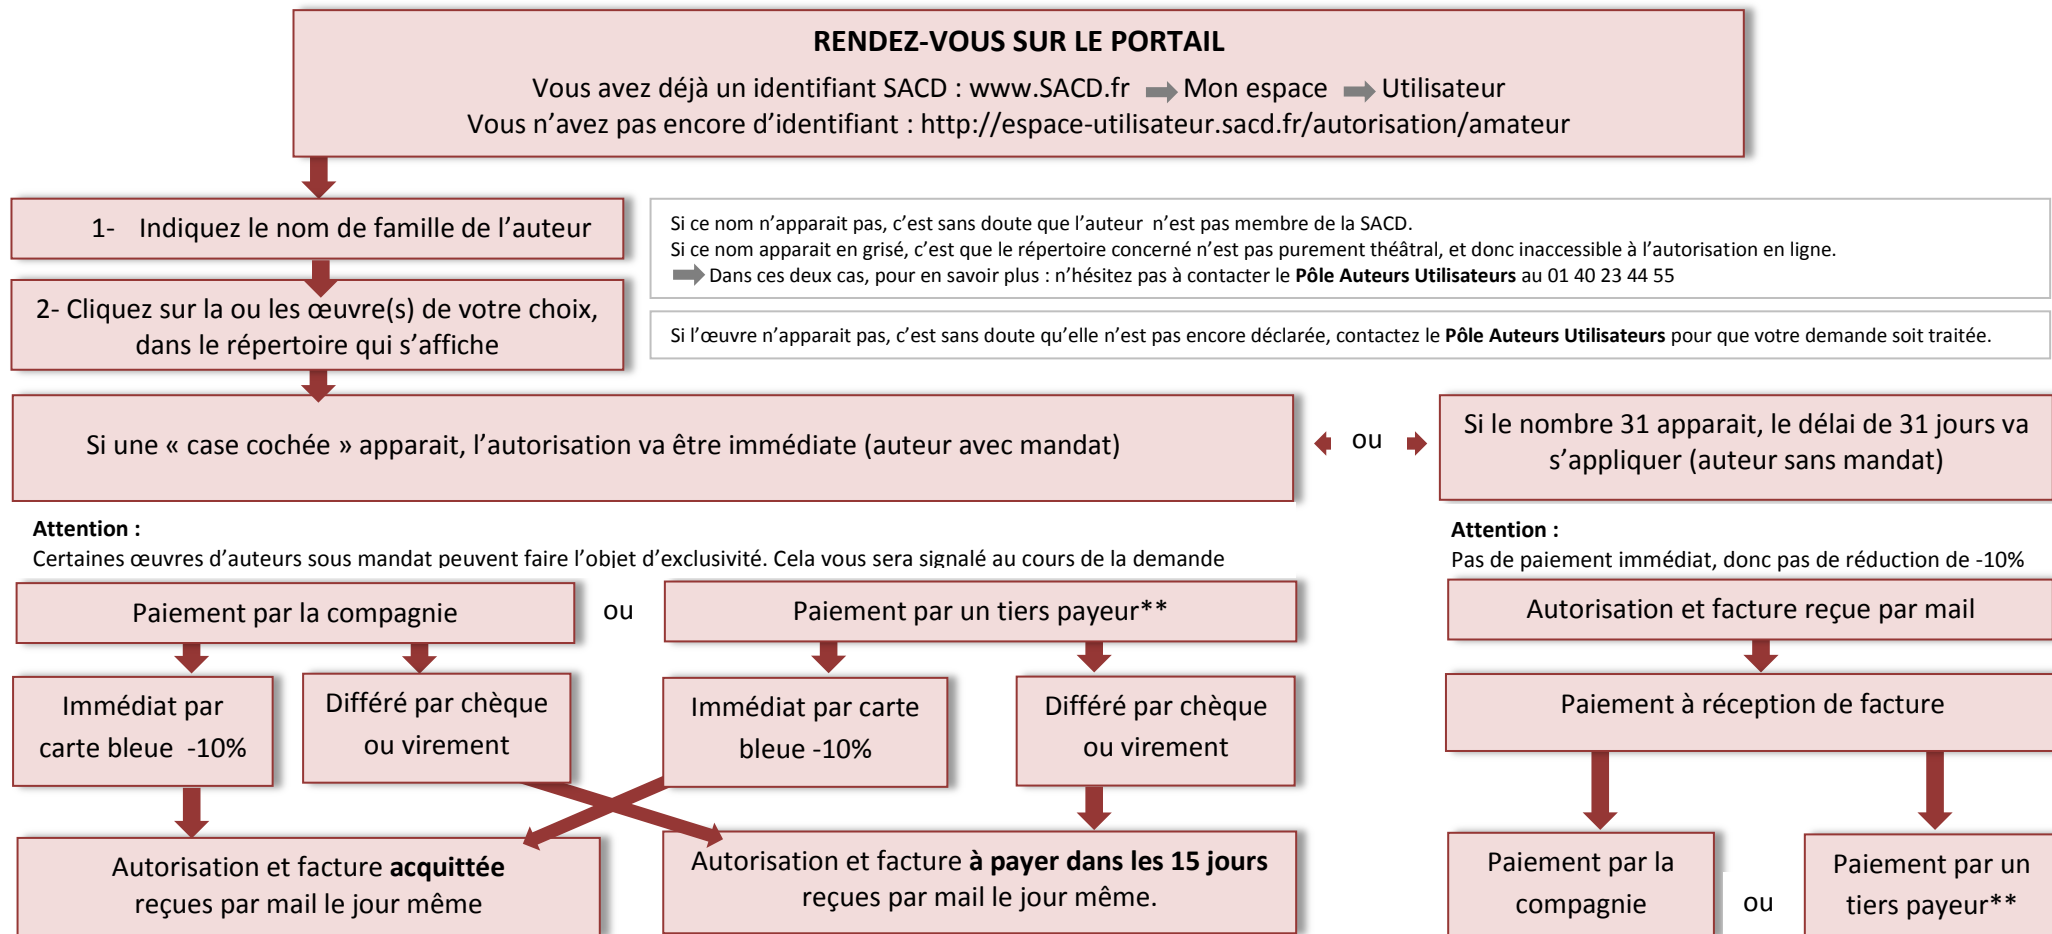 RENDEZ-VOUS SUR LE PORTAIL
Vous avez déjà un identifiant SACD : www.SACD.fr Mon espace Utilisateur
Vous n’avez pas encore d’identifiant : http://espace-utilisateur.sacd.fr/autorisation/amateur
1- Indiquez le nom de famille de l’auteur
Si ce nom n’apparait pas, c’est sans doute que l’auteur n’est pas membre de la SACD.
Si ce nom apparait en grisé, c’est que le répertoire concerné n’est pas purement théâtral, et donc inaccessible à l’autorisation en ligne.
Dans ces deux cas, pour en savoir plus : n’hésitez pas à contacter le Pôle Auteurs Utilisateurs au 01 40 23 44 55
2- Cliquez sur la ou les œuvre(s) de votre choix,
dans le répertoire qui s’affiche
Si l’œuvre n’apparait pas, c’est sans doute qu’elle n’est pas encore déclarée, contactez le Pôle Auteurs Utilisateurs pour que votre demande soit traitée.
Si une « case cochée » apparait, l’autorisation va être immédiate (auteur avec mandat)
ou
Si le nombre 31 apparait, le délai de 31 jours va
s’appliquer (auteur sans mandat)
Attention :
Certaines œuvres d’auteurs sous mandat peuvent faire l’objet d’exclusivité. Cela vous sera signalé au cours de la demande
Attention :
Pas de paiement immédiat, donc pas de réduction de -10%
Paiement par la compagnie
ou
Paiement par un tiers payeur**
Autorisation et facture reçue par mail
Immédiat par
carte bleue -10%
Différé par chèque
ou virement
Immédiat par carte
bleue -10%
Différé par chèque
ou virement
Paiement à réception de facture
Autorisation et facture acquittée
reçues par mail le jour même
Autorisation et facture à payer dans les 15 jours
reçues par mail le jour même.
Paiement par la
compagnie
ou
Paiement par un
tiers payeur**